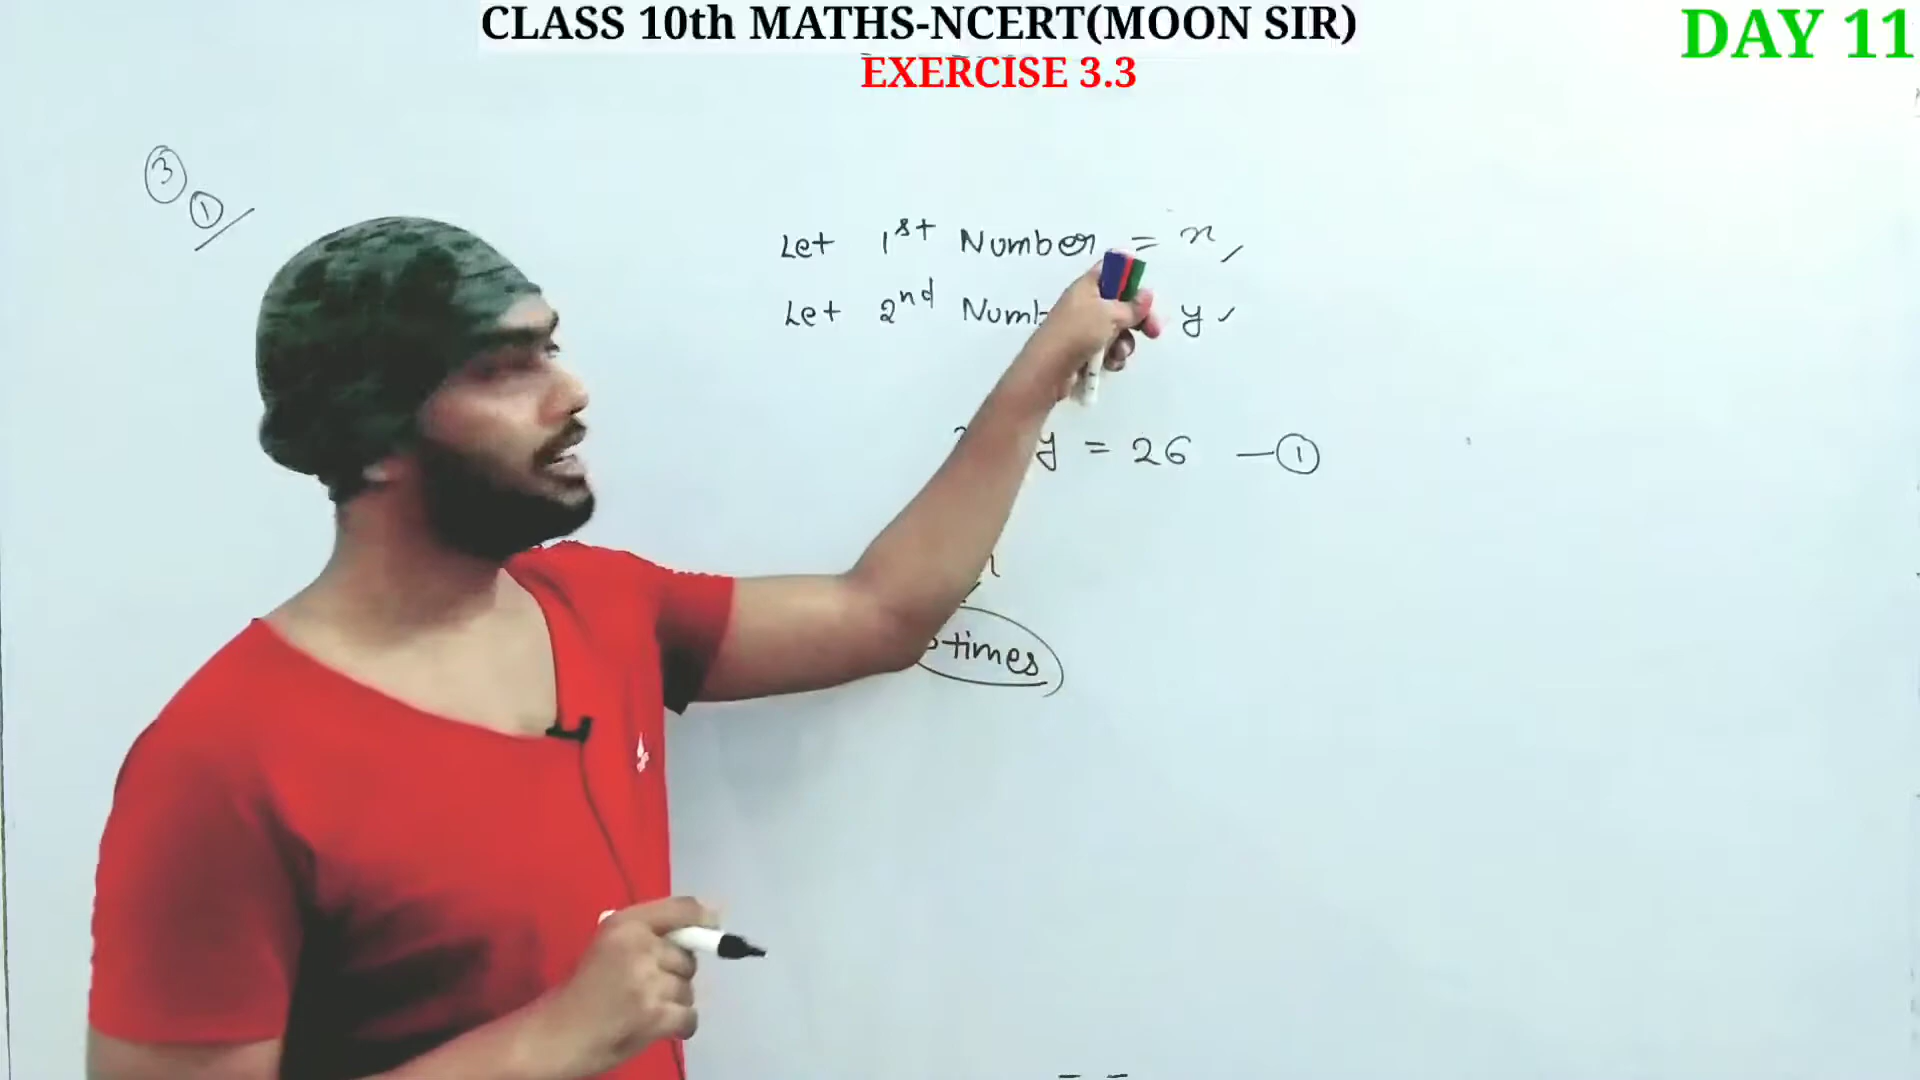 CLASS 10th MATHS-NCERT(MOON SIR)
EXERCISE 3.3
DAY 11
3
1
Let 1st Number = x
Let 2nd y
y = 26 — 1
times